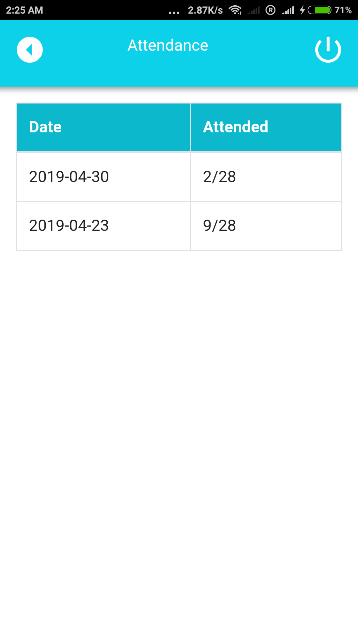 2:25 AM ... 2.87K/s R 71%
Attendance
Date Attended
2019-04-30 2/28
2019-04-23 9/28